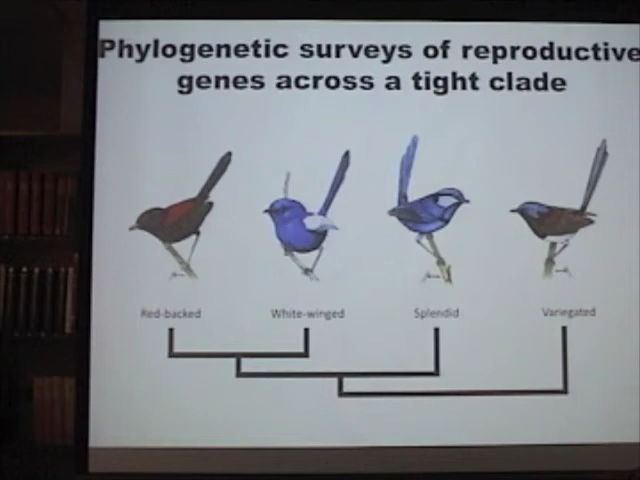 Phylogenetic surveys of reproductive
genes across a tight clade
Red-backed
White-winged
Splendid
Variegated